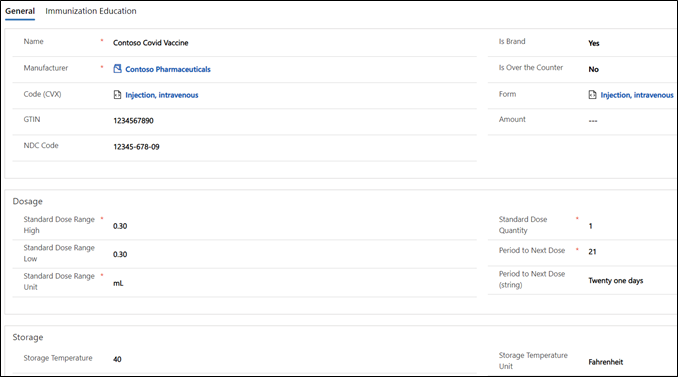 General Immunization Education
Name * Contoso Covid Vaccine Is Brand Yes
Manufacturer * Contoso Pharmaceuticals Is Over the Counter No
Code (CVX) Injection, intravenous Form Injection, intravenous
GTIN 1234567890 Amount ---
NDC Code 12345-678-09
Dosage
Standard Dose Range High * 0.30 Standard Dose Quantity * 1
Standard Dose Range Low 0.30 Period to Next Dose * 21
Standard Dose Range Unit * mL Period to Next Dose (string) Twenty one days
Storage
Storage Temperature 40 Storage Temperature Unit Fahrenheit